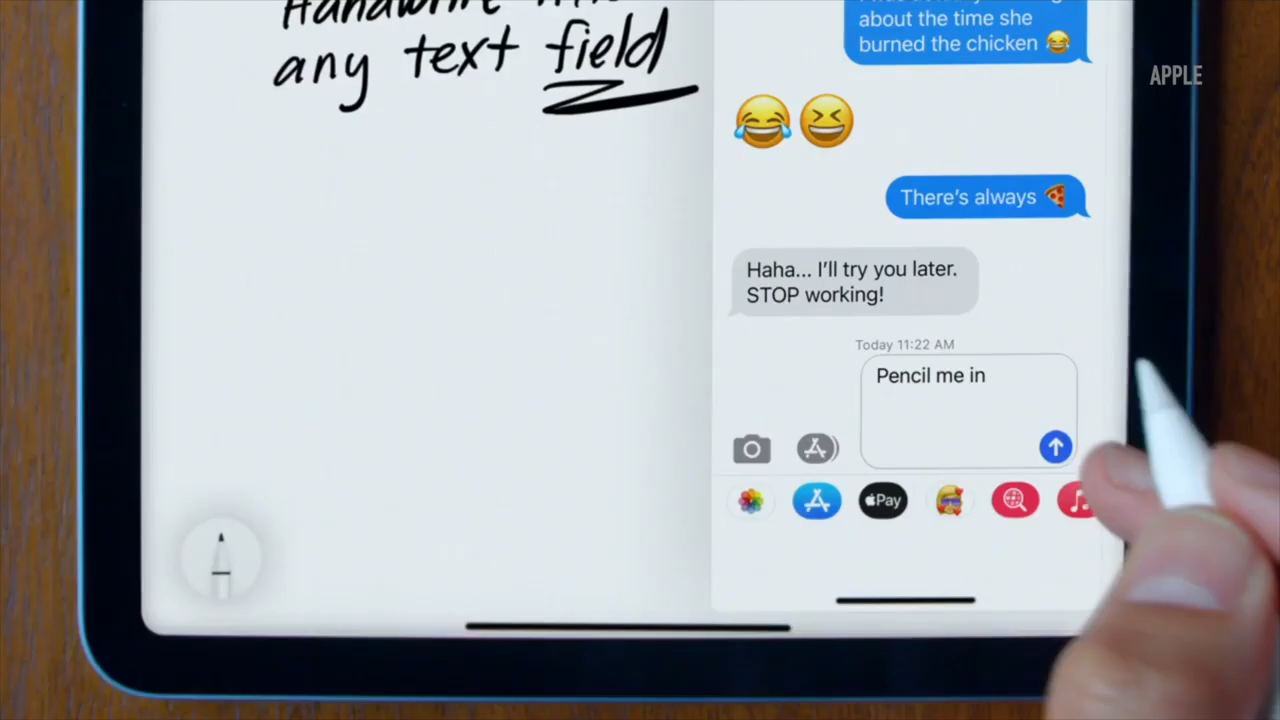 Handwrite
any text field
about the time she
burned the chicken 😂
APPLE
😂 😆
There's always 🍕
Haha... I'll try you later.
STOP working!
Today 11:22 AM
Pencil me in
Pay